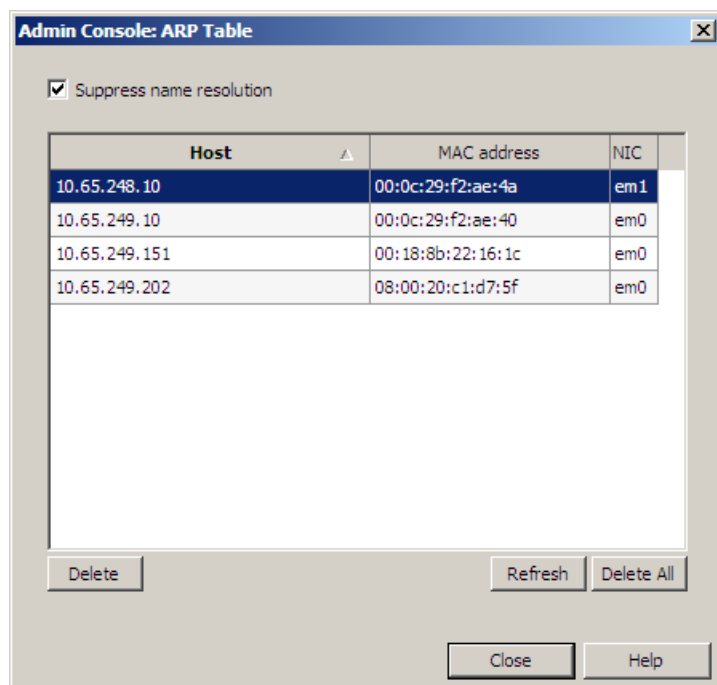 Admin Console: ARP Table
Suppress name resolution
Host MAC address NIC
10.65.248.10 00:0c:29:f2:ae:4a em1
10.65.249.10 00:0c:29:f2:ae:40 em0
10.65.249.151 00:18:8b:22:16:1c em0
10.65.249.202 08:00:20:c1:d7:5f em0
Delete Refresh Delete All
Close Help